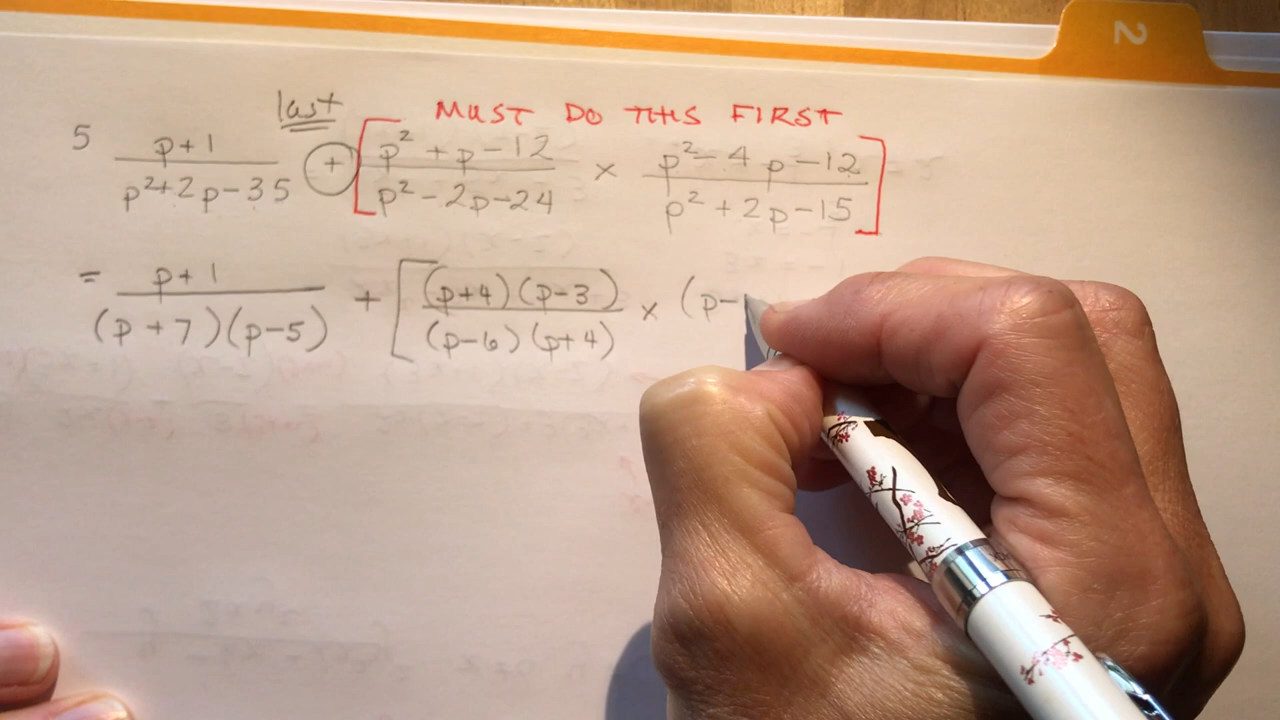 2
last MUST DO THIS FIRST
5 p+1 / p²+2p-35 + [ p²+p-12 / p²-2p-24 × p²-4p-12 / p²+2p-15 ]
= p+1 / (p+7)(p-5) + [ (p+4)(p-3) / (p-6)(p+4) × (p-